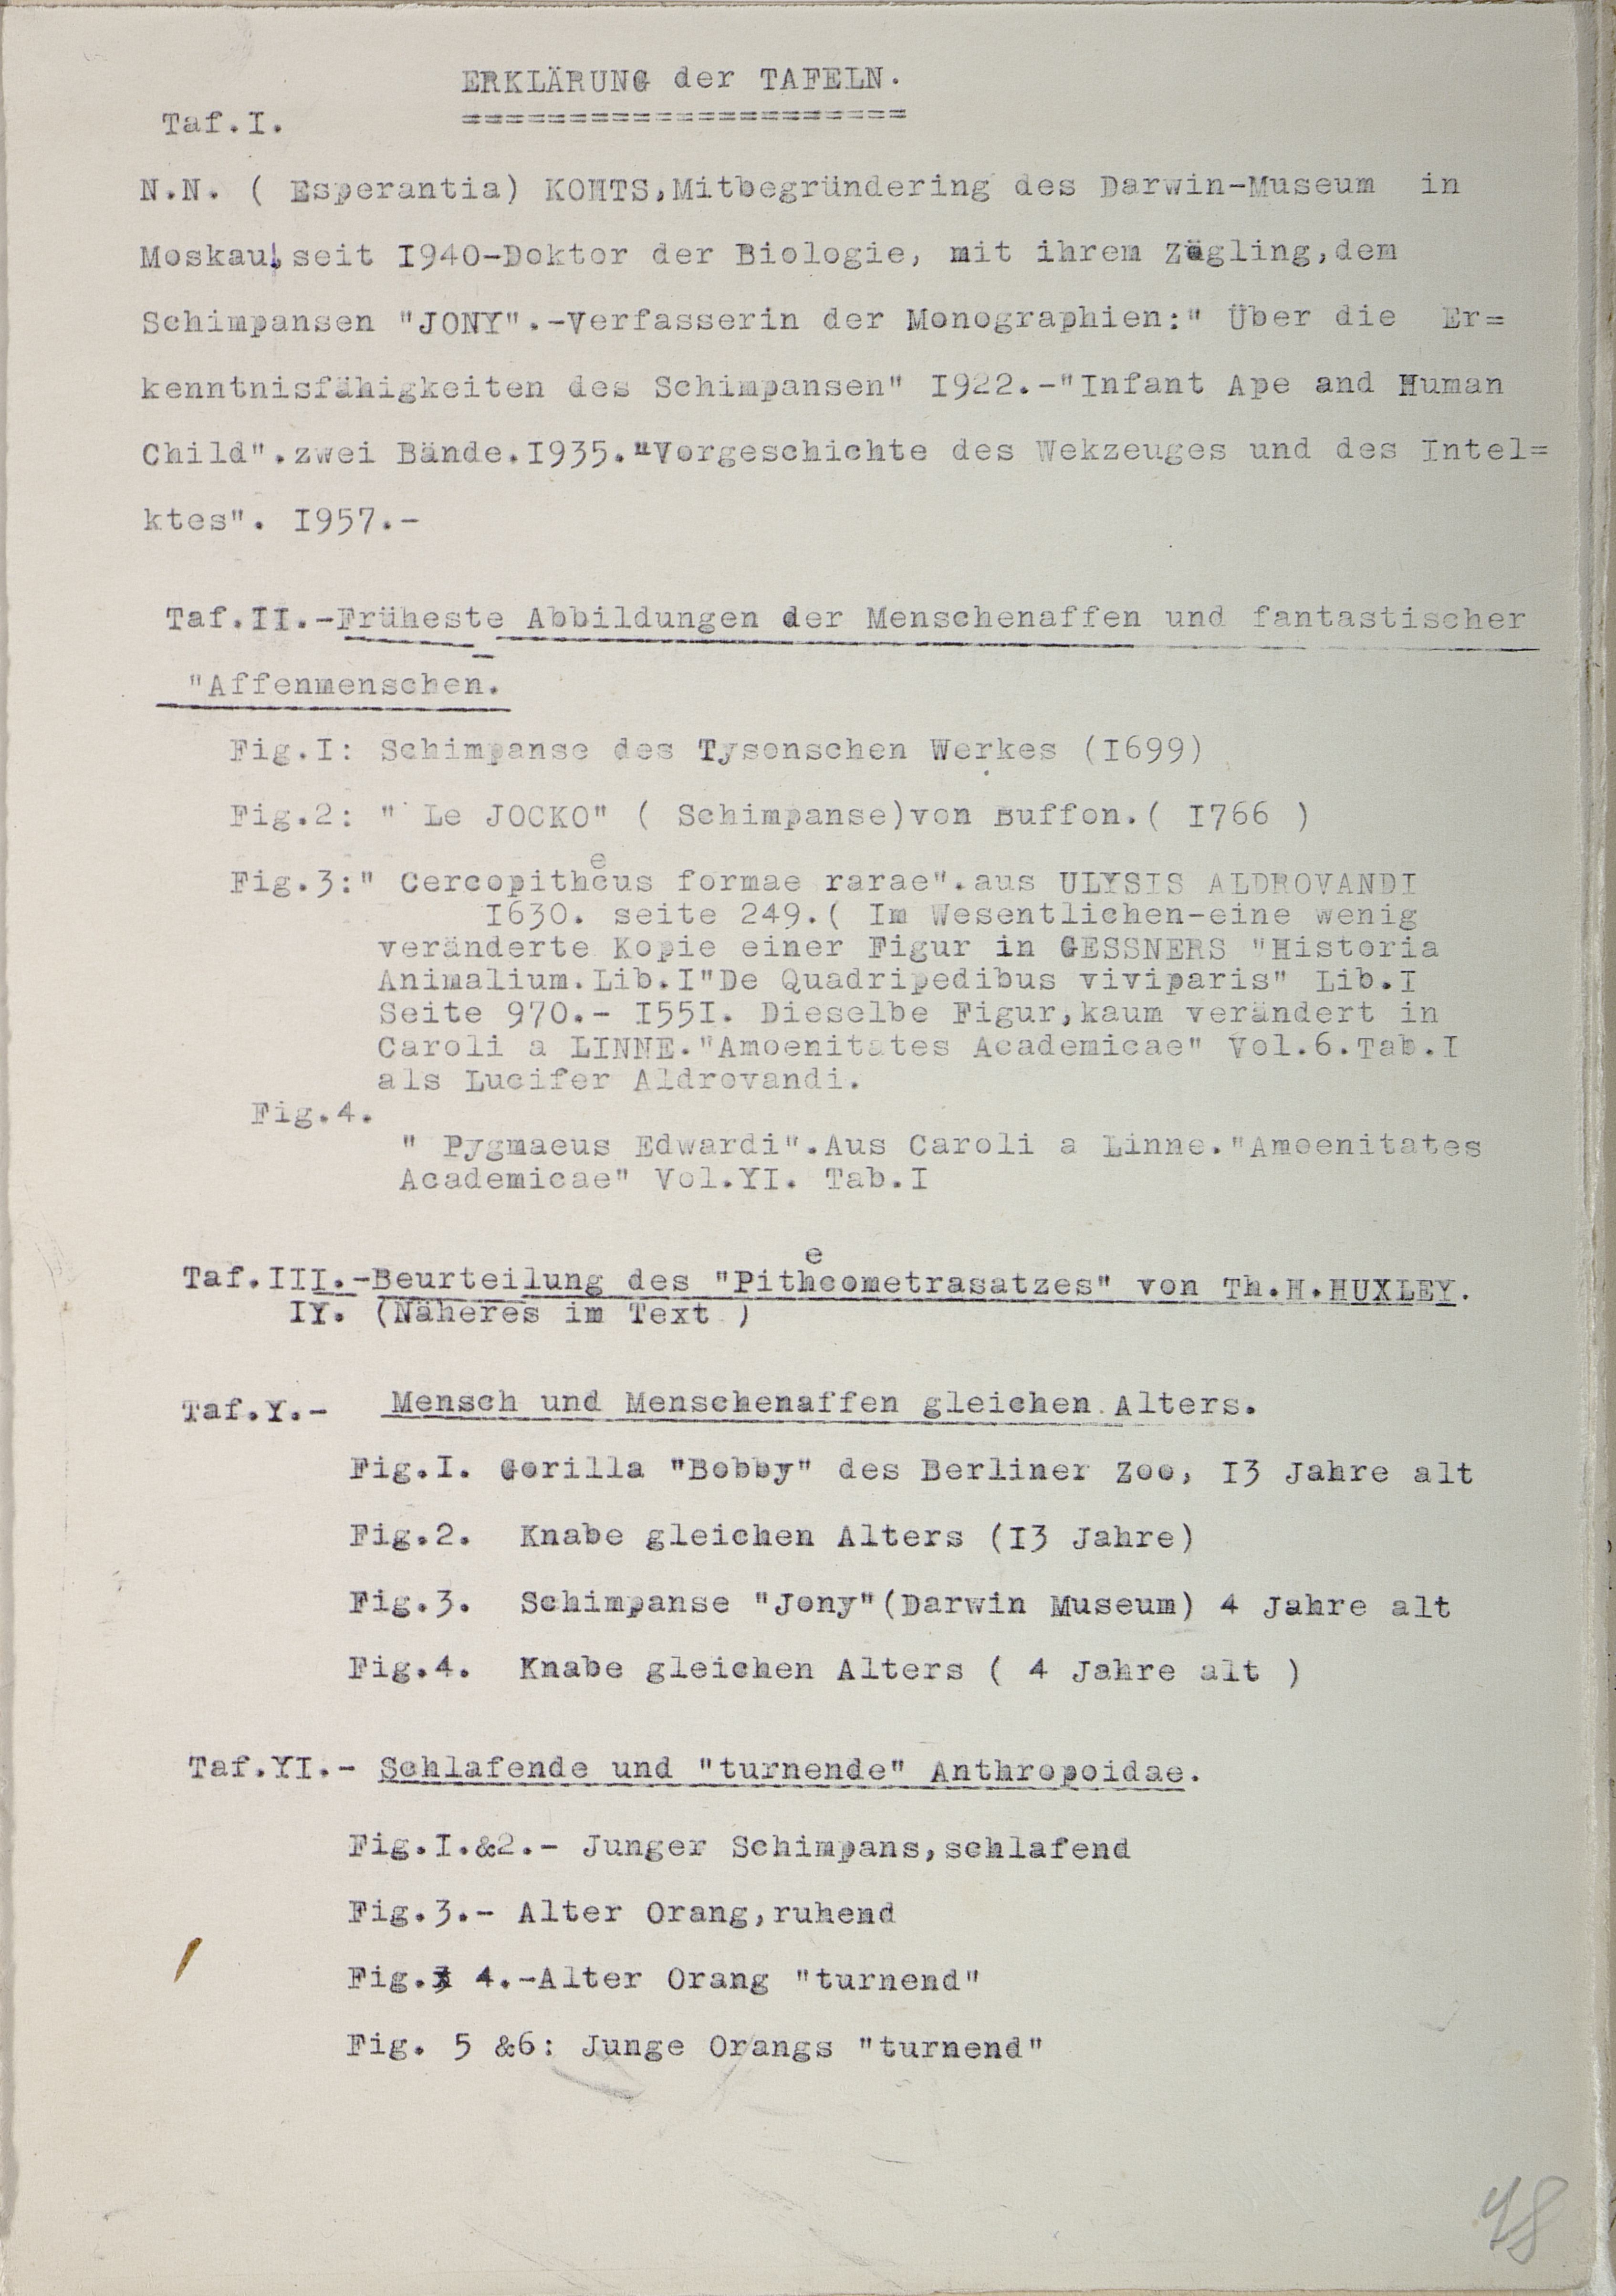 ERKLÄRUNG der TAFELN.
=====================
Taf.I.
N.N. ( Esperantia) KOHTS,Mitbegründering des Darwin-Museum in
Moskau, seit I940-Doktor der Biologie, mit ihrem Zögling,dem
Schimpansen "JONY".-Verfasserin der Monographien:" Über die Er=
kenntnisfähigkeiten des Schimpansen" I922.-"Infant Ape and Human
Child".zwei Bände.I935."Vorgeschichte des Wekzeuges und des Intel=
ktes". I957.-
Taf.II.-Früheste Abbildungen der Menschenaffen und fantastischer
"Affenmenschen.
Fig.I: Schimpanse des Tysonschen Werkes (I699)
Fig.2: " Le JOCKO" ( Schimpanse)von Buffon.( I766 )
Fig.3:" Cercopithecus formae rarae".aus ULYSIS ALDROVANDI
I630. seite 249.( Im Wesentlichen-eine wenig
veränderte Kopie einer Figur in GESSNERS "Historia
Animalium.Lib.I"De Quadripedibus viviparis" Lib.I
Seite 970.- I55I. Dieselbe Figur,kaum verändert in
Caroli a LINNE."Amoenitates Academicae" Vol.6.Tab.I
als Lucifer Aldrovandi.
Fig.4.
" Pygmaeus Edwardi".Aus Caroli a Linne."Amoenitates
Academicae" Vol.YI. Tab.I
Taf.III.-Beurteilung des "Pithecometrasatzes" von Th.H.HUXLEY.
IY. (Näheres im Text )
Taf.Y.- Mensch und Menschenaffen gleichen Alters.
Fig.I. Gorilla "Bobby" des Berliner Zoo, I3 Jahre alt
Fig.2. Knabe gleichen Alters (I3 Jahre)
Fig.3. Schimpanse "Jony"(Darwin Museum) 4 Jahre alt
Fig.4. Knabe gleichen Alters ( 4 Jahre alt )
Taf.YI.- Schlafende und "turnende" Anthropoidae.
Fig.I.&2.- Junger Schimpans,schlafend
Fig.3.- Alter Orang,ruhend
Fig. 4.-Alter Orang "turnend"
Fig. 5 &6: Junge Orangs "turnend"
48